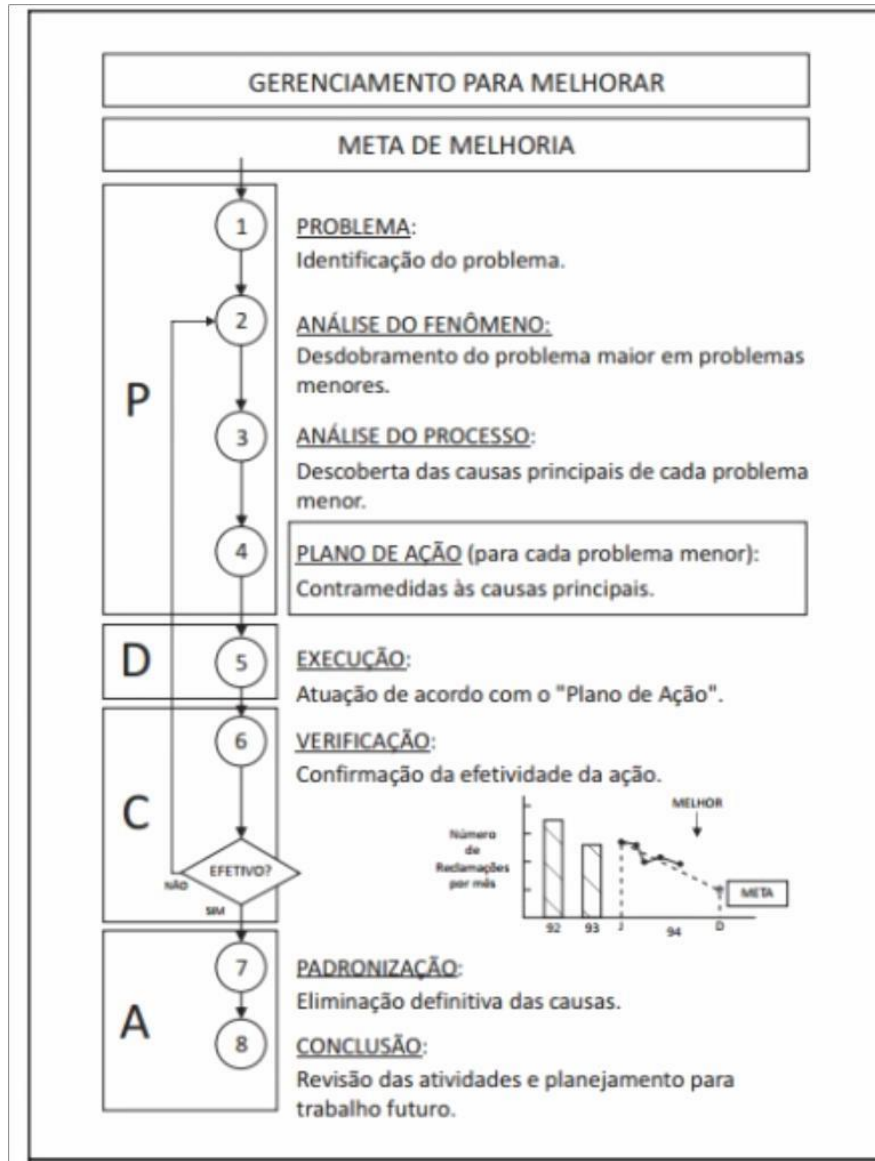 GERENCIAMENTO PARA MELHORAR
META DE MELHORIA
P
1
PROBLEMA:
Identificação do problema.
2
ANÁLISE DO FENÔMENO:
Desdobramento do problema maior em problemas
menores.
3
ANÁLISE DO PROCESSO:
Descoberta das causas principais de cada problema
menor.
4
PLANO DE AÇÃO (para cada problema menor):
Contramedidas às causas principais.
D
5
EXECUÇÃO:
Atuação de acordo com o "Plano de Ação".
C
6
VERIFICAÇÃO:
Confirmação da efetividade da ação.
EFETIVO?
NÃO
SIM
Número
de
Reclamações
por mês
MELHOR
META
92 93 J 94 D
A
7
PADRONIZAÇÃO:
Eliminação definitiva das causas.
8
CONCLUSÃO:
Revisão das atividades e planejamento para
trabalho futuro.